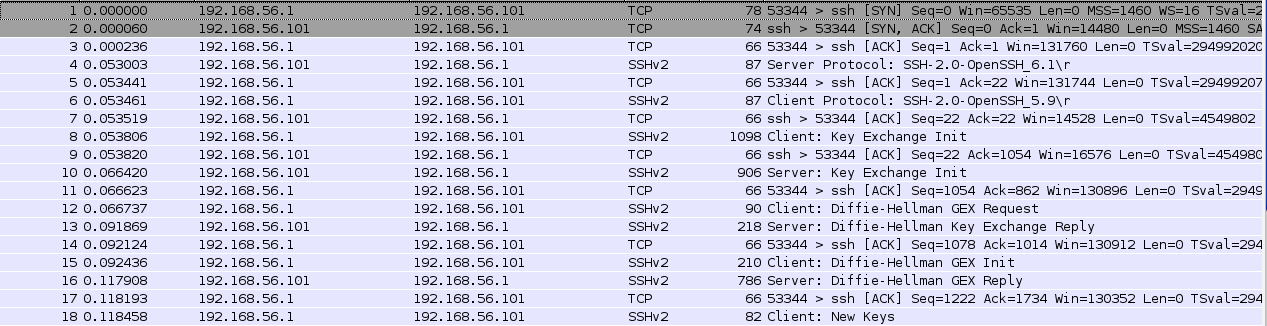 1 0.000000 192.168.56.1 192.168.56.101 TCP 78 53344 > ssh [SYN] Seq=0 Win=65535 Len=0 MSS=1460 WS=16 TSval=2
2 0.000060 192.168.56.101 192.168.56.1 TCP 74 ssh > 53344 [SYN, ACK] Seq=0 Ack=1 Win=14480 Len=0 MSS=1460 SA
3 0.000236 192.168.56.1 192.168.56.101 TCP 66 53344 > ssh [ACK] Seq=1 Ack=1 Win=131760 Len=0 TSval=294992020
4 0.053003 192.168.56.101 192.168.56.1 SSHv2 87 Server Protocol: SSH-2.0-OpenSSH_6.1\r
5 0.053441 192.168.56.1 192.168.56.101 TCP 66 53344 > ssh [ACK] Seq=1 Ack=22 Win=131744 Len=0 TSval=29499207
6 0.053461 192.168.56.1 192.168.56.101 SSHv2 87 Client Protocol: SSH-2.0-OpenSSH_5.9\r
7 0.053519 192.168.56.101 192.168.56.1 TCP 66 ssh > 53344 [ACK] Seq=22 Ack=22 Win=14528 Len=0 TSval=4549802
8 0.053806 192.168.56.1 192.168.56.101 SSHv2 1098 Client: Key Exchange Init
9 0.053820 192.168.56.101 192.168.56.1 TCP 66 ssh > 53344 [ACK] Seq=22 Ack=1054 Win=16576 Len=0 TSval=454980
10 0.066420 192.168.56.101 192.168.56.1 SSHv2 906 Server: Key Exchange Init
11 0.066623 192.168.56.1 192.168.56.101 TCP 66 53344 > ssh [ACK] Seq=1054 Ack=862 Win=130896 Len=0 TSval=2949
12 0.066737 192.168.56.1 192.168.56.101 SSHv2 90 Client: Diffie-Hellman GEX Request
13 0.091869 192.168.56.101 192.168.56.1 SSHv2 218 Server: Diffie-Hellman Key Exchange Reply
14 0.092124 192.168.56.1 192.168.56.101 TCP 66 53344 > ssh [ACK] Seq=1078 Ack=1014 Win=130912 Len=0 TSval=294
15 0.092436 192.168.56.1 192.168.56.101 SSHv2 210 Client: Diffie-Hellman GEX Init
16 0.117908 192.168.56.101 192.168.56.1 SSHv2 786 Server: Diffie-Hellman GEX Reply
17 0.118193 192.168.56.1 192.168.56.101 TCP 66 53344 > ssh [ACK] Seq=1222 Ack=1734 Win=130352 Len=0 TSval=294
18 0.118458 192.168.56.1 192.168.56.101 SSHv2 82 Client: New Keys